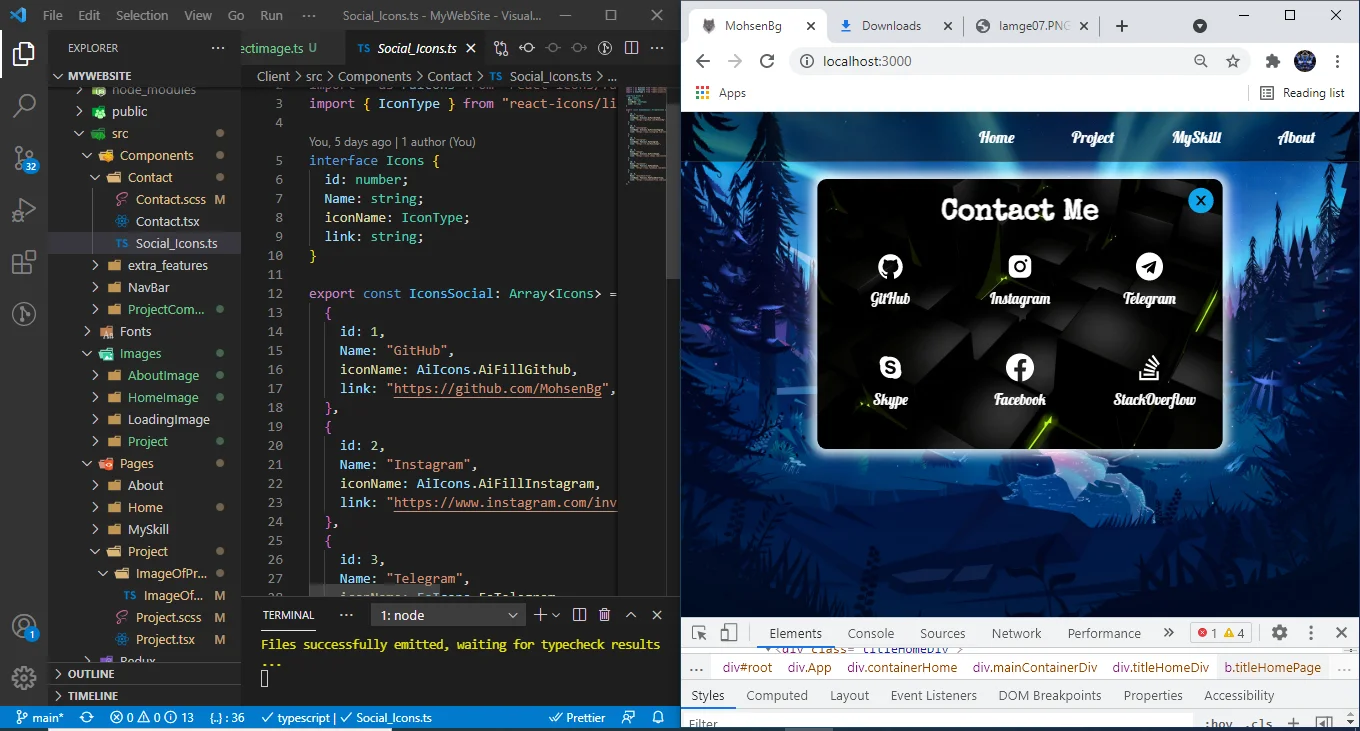 File Edit Selection View Go Run ··· Social_Icons.ts - MyWebSite - Visual...
EXPLORER ···
MYWEBSITE
node_modules
public
src
Components
Contact
Contact.scss M
Contact.tsx
Social_Icons.ts
extra_features
NavBar
ProjectCom...
Fonts
Images
AboutImage
HomeImage
LoadingImage
Project
Pages
About
Home
MySkill
Project
ImageOfPr...
ImageOf... M
Project.scss M
Project.tsx M
Redux
OUTLINE
TIMELINE
32
1
ectimage.ts U TS Social_Icons.ts
Client > src > Components > Contact > TS Social_Icons.ts > ...
3 import { IconType } from "react-icons/li
4
You, 5 days ago | 1 author (You)
5 interface Icons {
6 id: number;
7 Name: string;
8 iconName: IconType;
9 link: string;
10 }
11
12 export const IconsSocial: Array<Icons> =
13 {
14 id: 1,
15 Name: "GitHub",
16 iconName: AiIcons.AiFillGithub,
17 link: "https://github.com/MohsenBg",
18 },
19 {
20 id: 2,
21 Name: "Instagram",
22 iconName: AiIcons.AiFillInstagram,
23 link: "https://www.instagram.com/inv
24 },
25 {
26 id: 3,
27 Name: "Telegram",
TERMINAL ··· 1: node
Files successfully emitted, waiting for typecheck results
...
main* 0 0 13 {..} : 36 typescript | Social_Icons.ts Prettier
MohsenBg Downloads Iamge07.PNG
localhost:3000
Apps Reading list
Home Project MySkill About
Contact Me
X
GitHub Instagram Telegram
Skype Facebook StackOverflow
Elements Console Sources Network Performance » 1 4
<div class="titleHomeDiv">
... div#root div.App div.containerHome div.mainContainerDiv div.titleHomeDiv b.titleHomePage ...
Styles Computed Layout Event Listeners DOM Breakpoints Properties Accessibility
Filter :hov .cls +